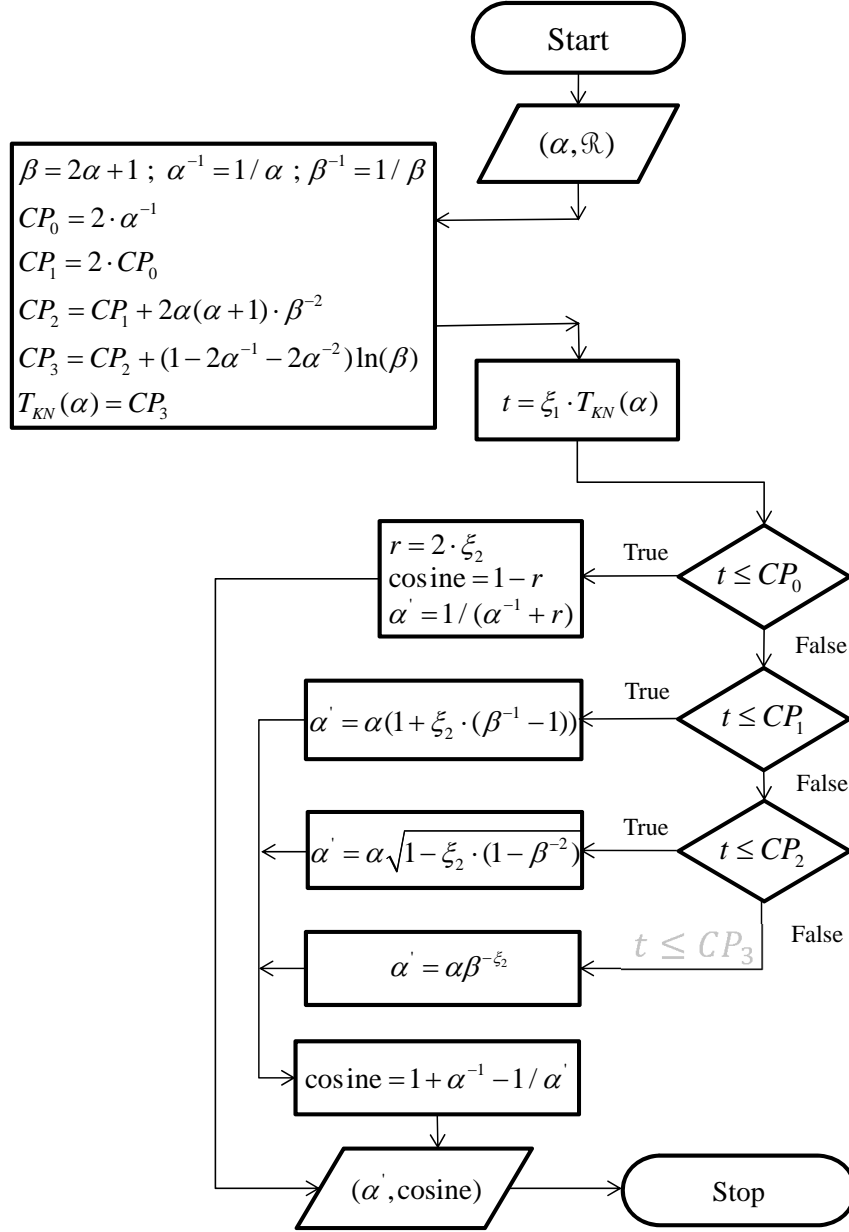 Start
(α, ℛ)
β = 2α + 1 ; α⁻¹ = 1 / α ; β⁻¹ = 1 / β
CP₀ = 2 · α⁻¹
CP₁ = 2 · CP₀
CP₂ = CP₁ + 2α(α + 1) · β⁻²
CP₃ = CP₂ + (1 − 2α⁻¹ − 2α⁻²) ln(β)
T_KN(α) = CP₃
t = ξ₁ · T_KN(α)
t ≤ CP₀
True
r = 2 · ξ₂
cosine = 1 − r
α' = 1 / (α⁻¹ + r)
False
t ≤ CP₁
True
α' = α(1 + ξ₂ · (β⁻¹ − 1))
False
t ≤ CP₂
True
α' = α√(1 − ξ₂ · (1 − β⁻²))
False
t ≤ CP₃
α' = αβ^(−ξ₂)
cosine = 1 + α⁻¹ − 1 / α'
(α', cosine)
Stop